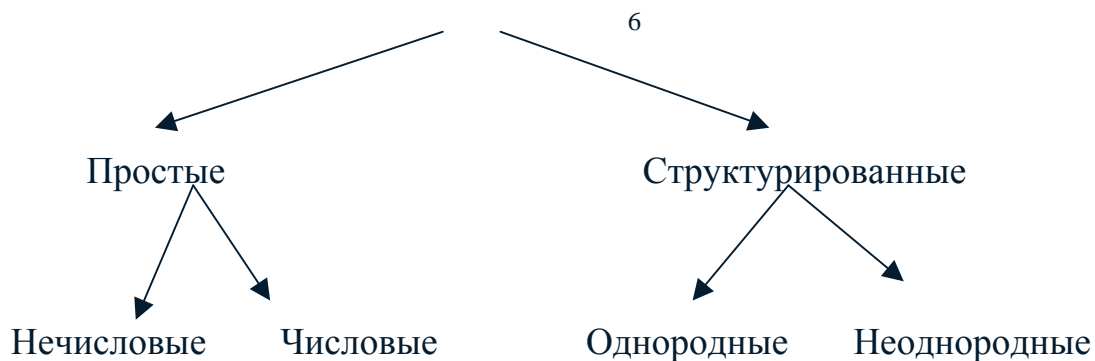 6
Простые Структурированные
Нечисловые Числовые Однородные Неоднородные